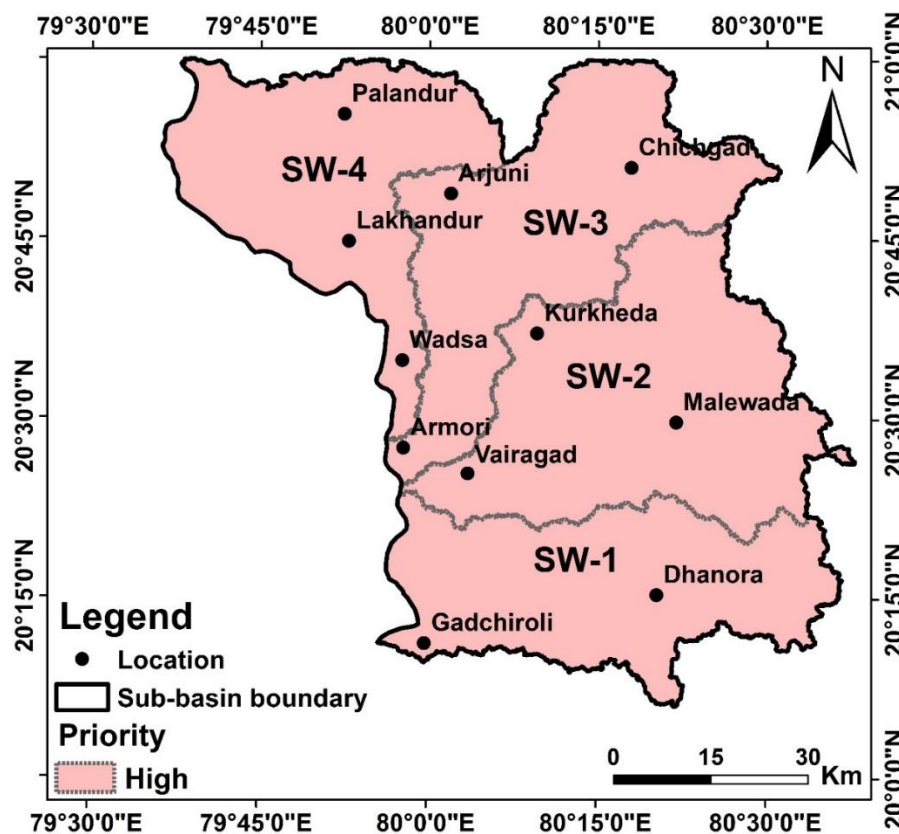 79°30'0"E 79°45'0"E 80°0'0"E 80°15'0"E 80°30'0"E
N
21°0'0"N
Palandur
Chichgad
SW-4
Arjuni
SW-3
Lakhandur
20°45'0"N
20°45'0"N
Kurkheda
Wadsa
SW-2
Malewada
20°30'0"N
20°30'0"N
Armori
Vairagad
SW-1
Dhanora
20°15'0"N
20°15'0"N
Gadchiroli
Legend
Location
Sub-basin boundary
Priority
High
0 15 30
Km
20°0'0"N
79°30'0"E 79°45'0"E 80°0'0"E 80°15'0"E 80°30'0"E